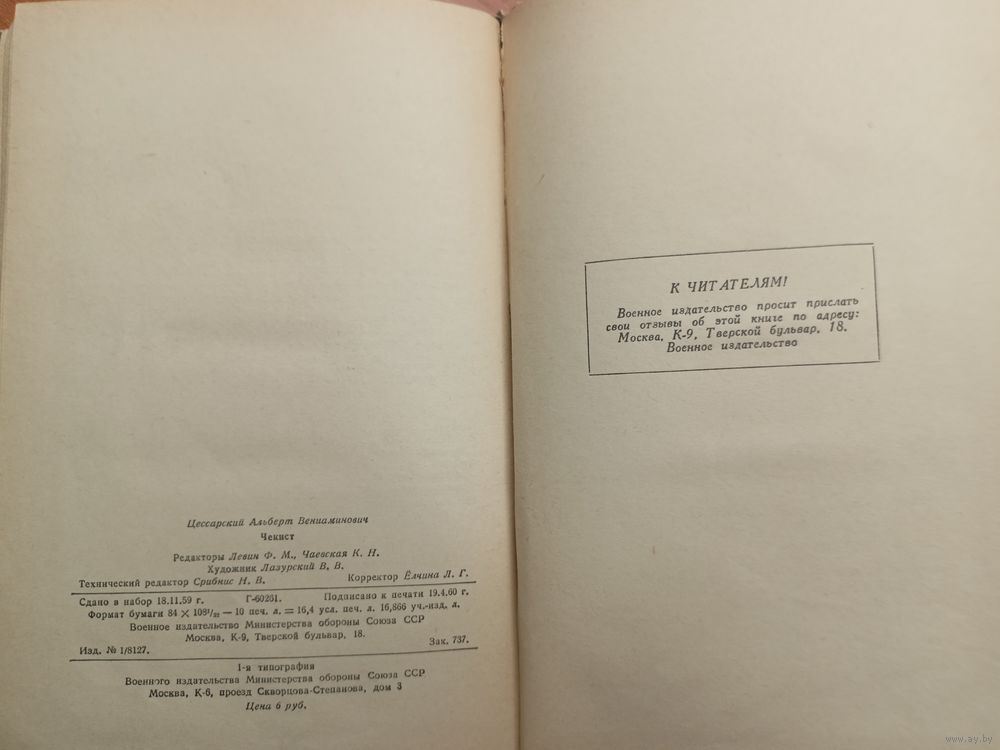 Цессарский Альберт Вениаминович
Чекист
Редакторы Левин Ф. М., Чаевская К. Н.
Художник Лазурский В. В.
Технический редактор Срибнис Н. В. Корректор Ёлчина Л. Г.
Сдано в набор 18.11.59 г. Г-60261. Подписано к печати 19.4.60 г.
Формат бумаги 84 × 108¹/₃₂ — 10 печ. л. = 16,4 усл. печ. л. 16,866 уч.-изд. л.
Военное издательство Министерства обороны Союза ССР
Москва, К-9, Тверской бульвар, 18.
Изд. № 1/8127. Зак. 737.
1-я типография
Военного издательства Министерства обороны Союза ССР
Москва, К-6, проезд Скворцова-Степанова, дом 3
Цена 6 руб.
К ЧИТАТЕЛЯМ!
Военное издательство просит прислать
свои отзывы об этой книге по адресу:
Москва, К-9, Тверской бульвар, 18.
Военное издательство
www.ay.by